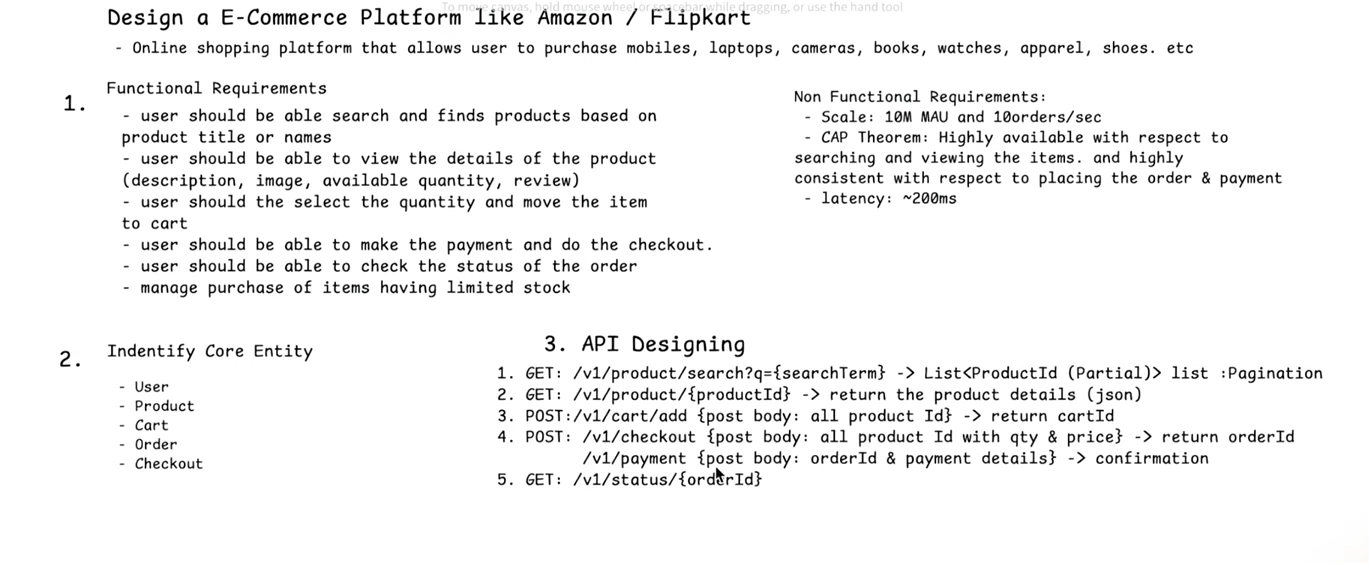 To move canvas, hold mouse wheel or spacebar while dragging, or use the hand tool
Design a E-Commerce Platform like Amazon / Flipkart
- Online shopping platform that allows user to purchase mobiles, laptops, cameras, books, watches, apparel, shoes. etc
1.
Functional Requirements
- user should be able search and finds products based on
product title or names
- user should be able to view the details of the product
(description, image, available quantity, review)
- user should the select the quantity and move the item
to cart
- user should be able to make the payment and do the checkout.
- user should be able to check the status of the order
- manage purchase of items having limited stock
Non Functional Requirements:
- Scale: 10M MAU and 10orders/sec
- CAP Theorem: Highly available with respect to
searching and viewing the items. and highly
consistent with respect to placing the order & payment
- latency: ~200ms
2.
Indentify Core Entity
- User
- Product
- Cart
- Order
- Checkout
3. API Designing
1. GET: /v1/product/search?q={searchTerm} -> List<ProductId (Partial)> list :Pagination
2. GET: /v1/product/{productId} -> return the product details (json)
3. POST:/v1/cart/add {post body: all product Id} -> return cartId
4. POST: /v1/checkout {post body: all product Id with qty & price} -> return orderId
/v1/payment {post body: orderId & payment details} -> confirmation
5. GET: /v1/status/{orderId}